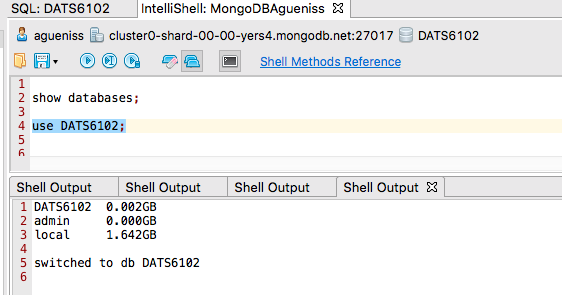 SQL: DATS6102 IntelliShell: MongoDBAgueniss
agueniss cluster0-shard-00-00-yers4.mongodb.net:27017 DATS6102
Shell Methods Reference
1
2 show databases;
3
4 use DATS6102;
5
6
Shell Output Shell Output Shell Output Shell Output
1 DATS6102 0.002GB
2 admin 0.000GB
3 local 1.642GB
4
5 switched to db DATS6102
6